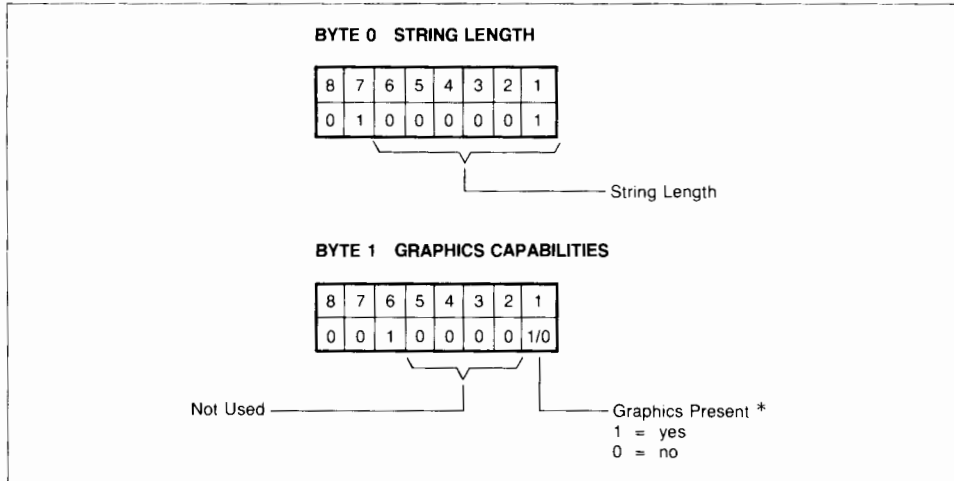 BYTE 0 STRING LENGTH
8 7 6 5 4 3 2 1
0 1 0 0 0 0 0 1
String Length
BYTE 1 GRAPHICS CAPABILITIES
8 7 6 5 4 3 2 1
0 0 1 0 0 0 0 1/0
Not Used
Graphics Present *
1 = yes
0 = no